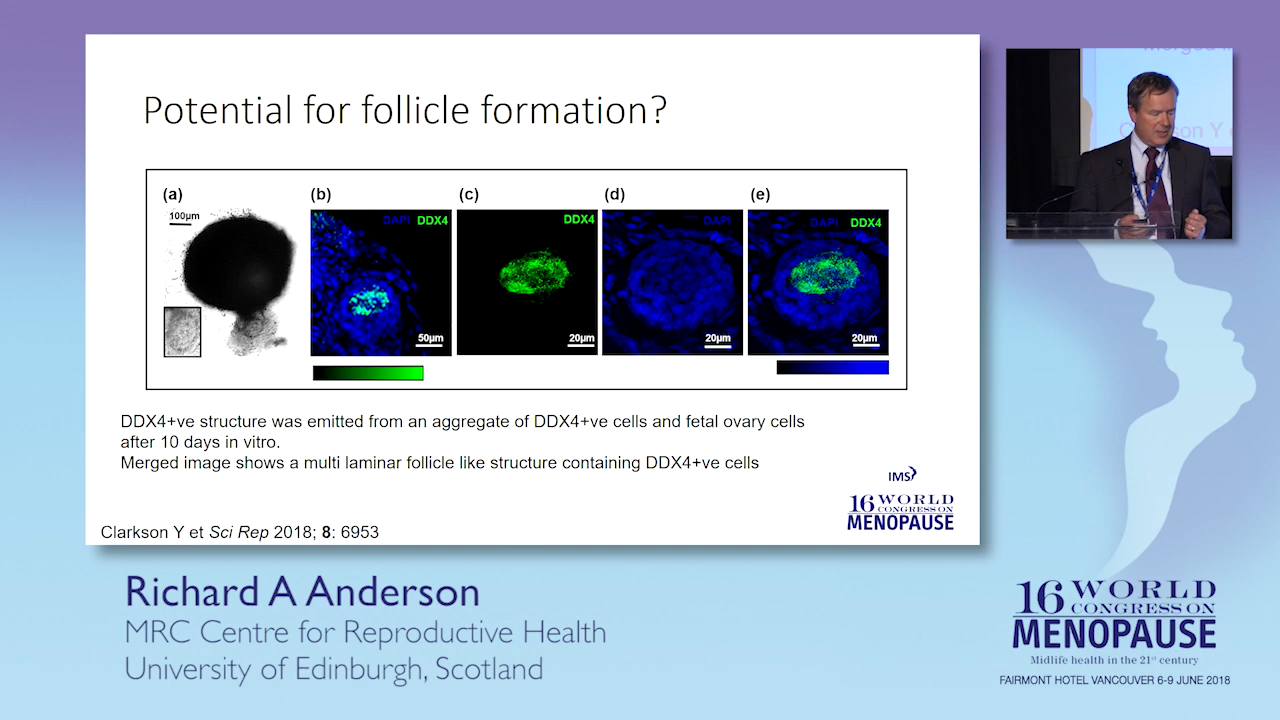 Potential for follicle formation?
(a)
(b)
(c)
(d)
(e)
100µm
DAPI DDX4
DDX4
DAPI
DAPI DDX4
50µm
20µm
20µm
20µm
DDX4+ve structure was emitted from an aggregate of DDX4+ve cells and fetal ovary cells
after 10 days in vitro.
Merged image shows a multi laminar follicle like structure containing DDX4+ve cells
IMS
16 WORLD
CONGRESS ON
MENOPAUSE
Clarkson Y et Sci Rep 2018; 8: 6953
Richard A Anderson
MRC Centre for Reproductive Health
University of Edinburgh, Scotland
16 WORLD
CONGRESS ON
MENOPAUSE
Midlife health in the 21st century
FAIRMONT HOTEL VANCOUVER 6-9 JUNE 2018